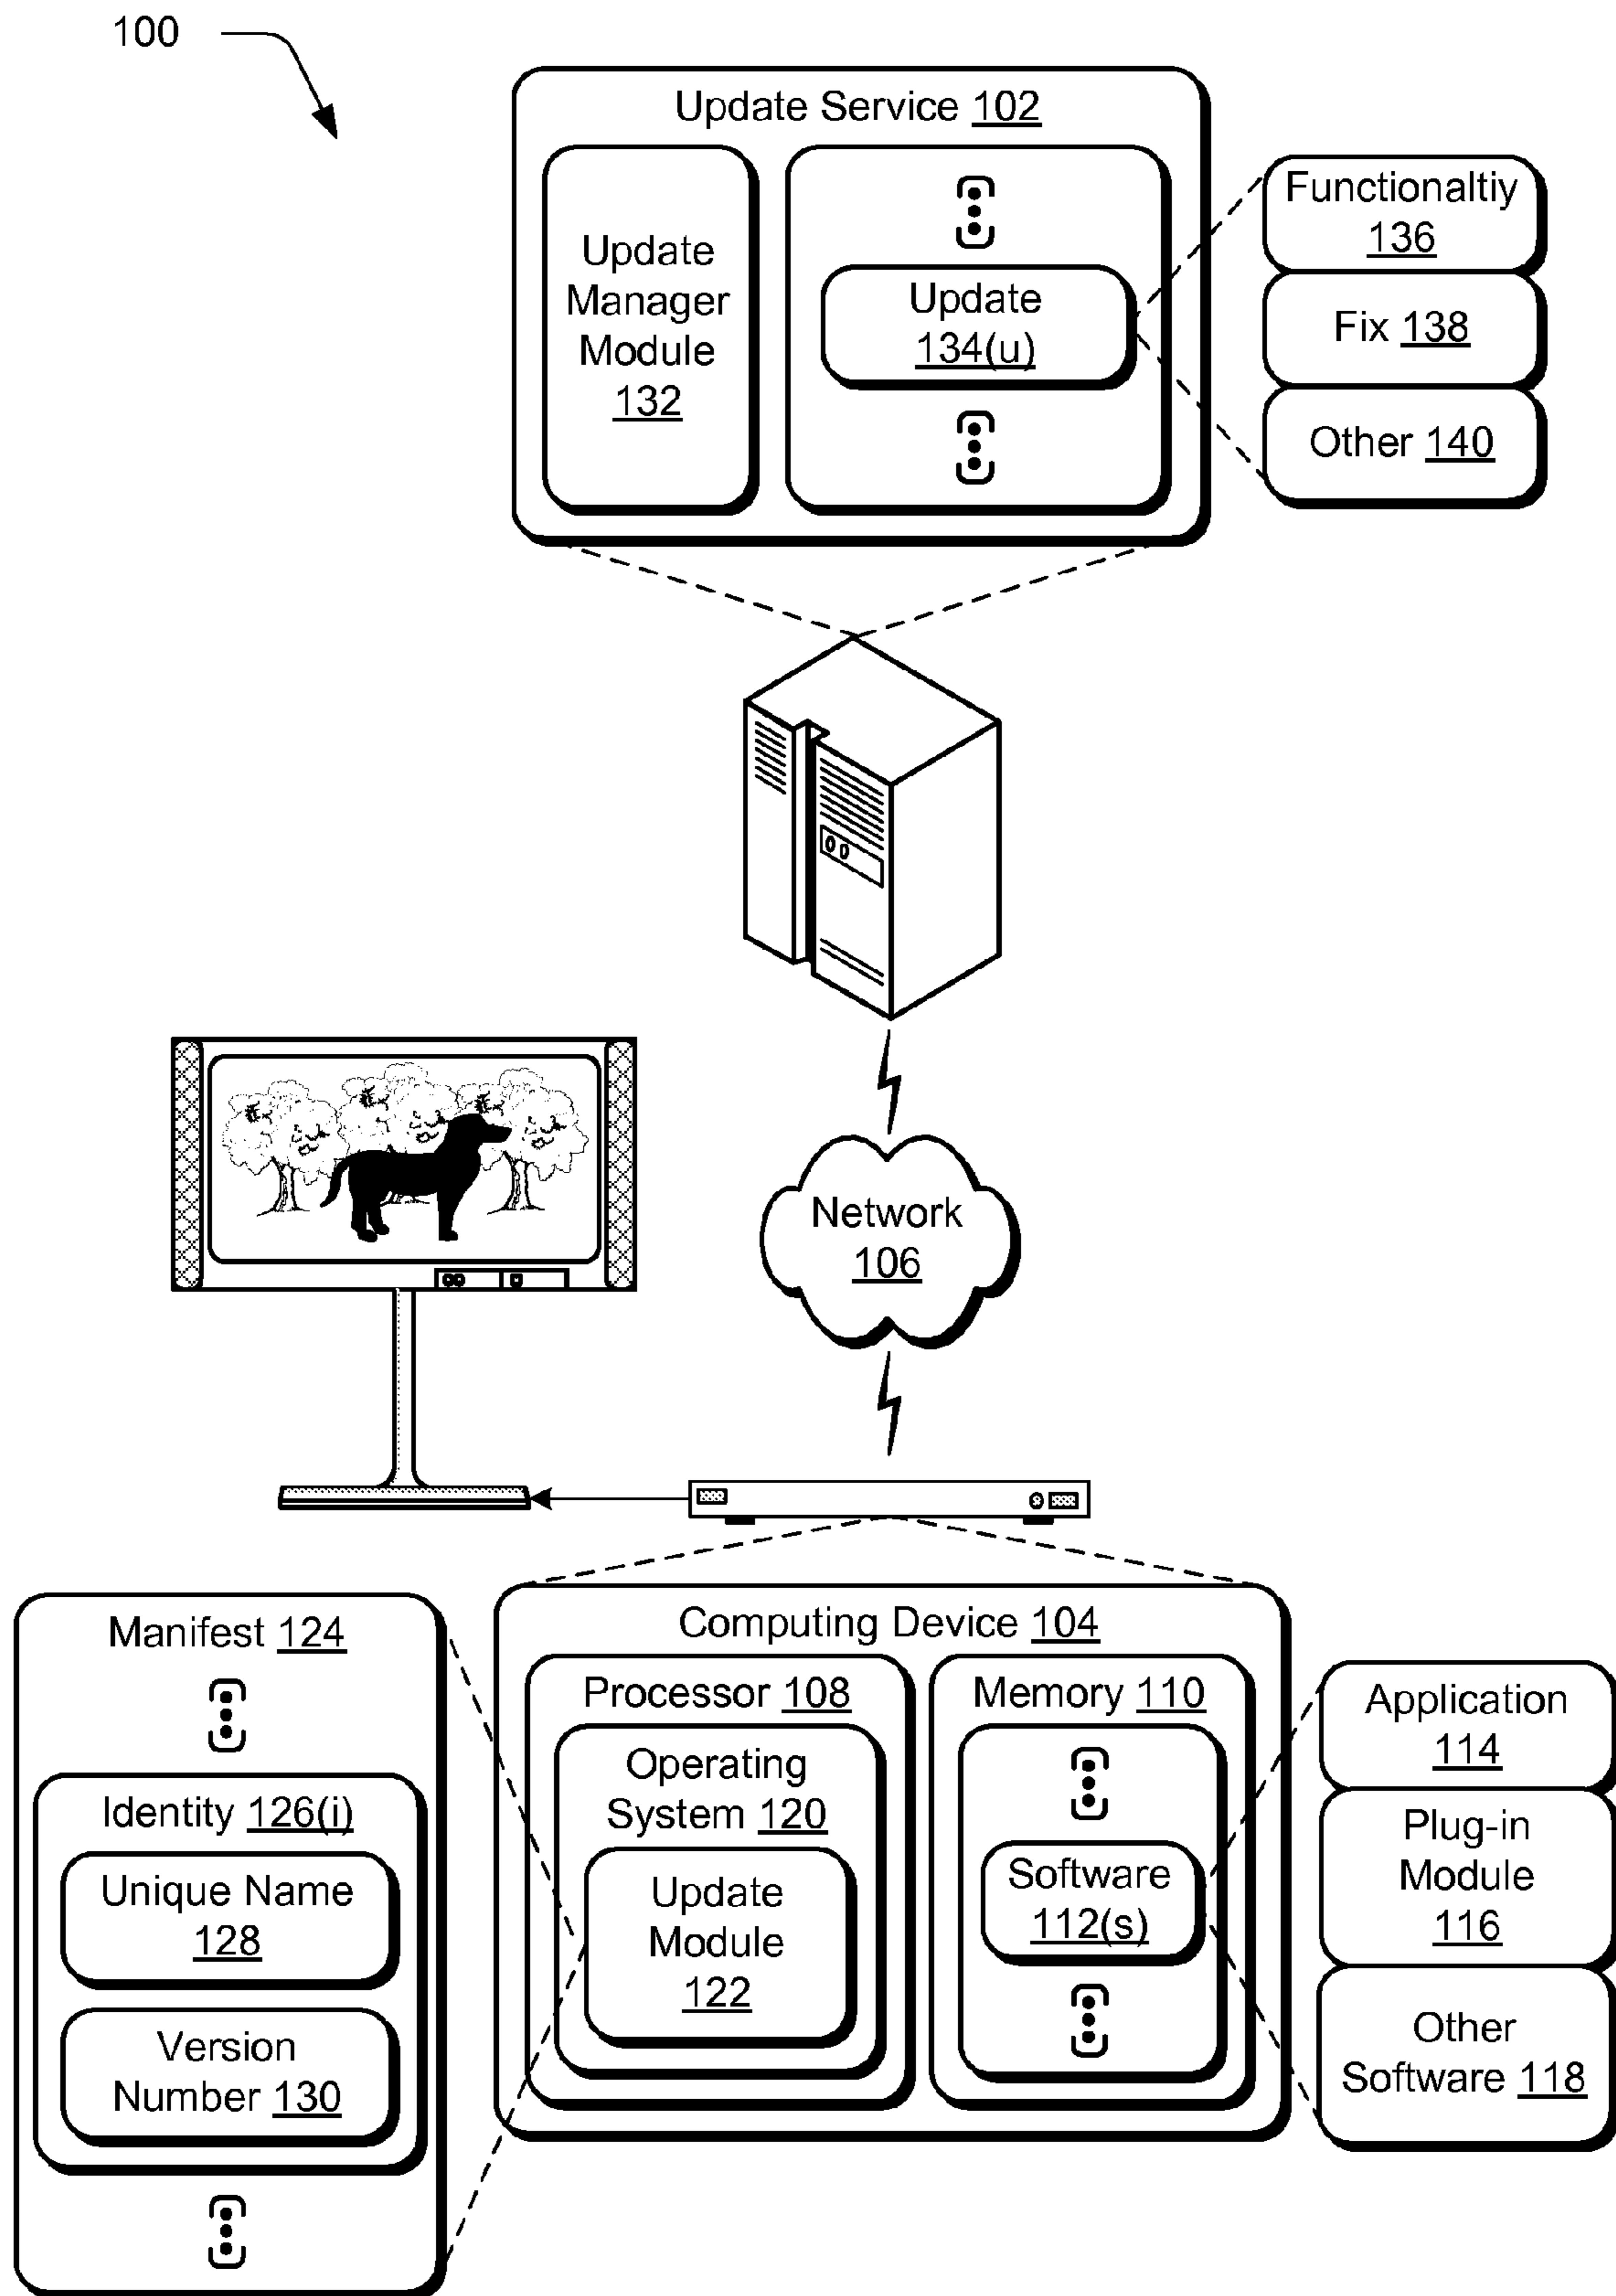 100
Update Service 102
Update
Manager
Module
132
Update
134(u)
Functionaltiy
136
Fix 138
Other 140
Network
106
Manifest 124
Identity 126(i)
Unique Name
128
Version
Number 130
Computing Device 104
Processor 108
Operating
System 120
Update
Module
122
Memory 110
Software
112(s)
Application
114
Plug-in
Module
116
Other
Software 118